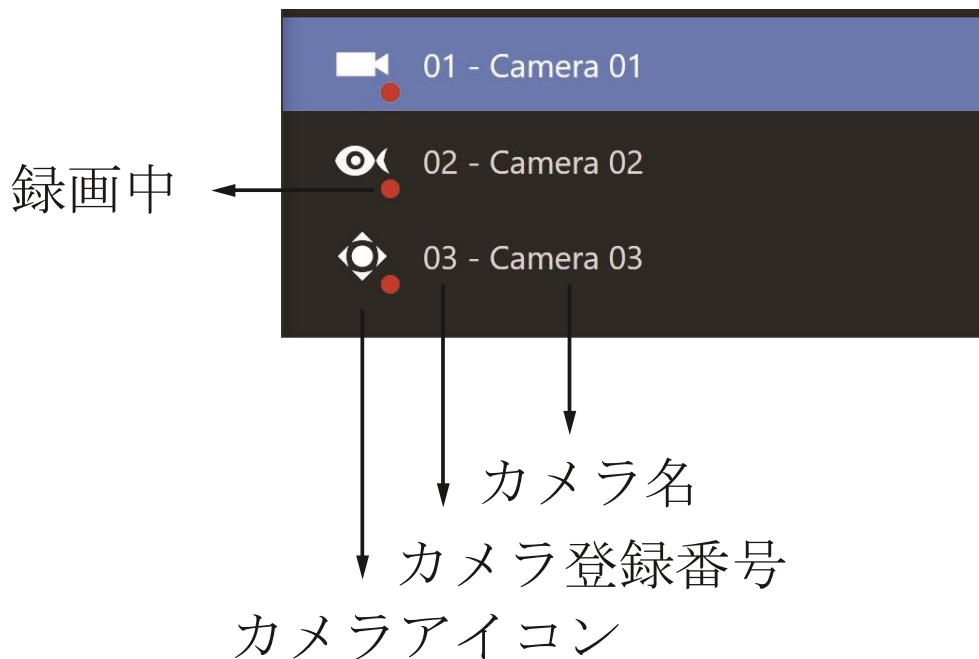 01 - Camera 01
02 - Camera 02
録画中
03 - Camera 03
カメラ名
カメラ登録番号
カメラアイコン